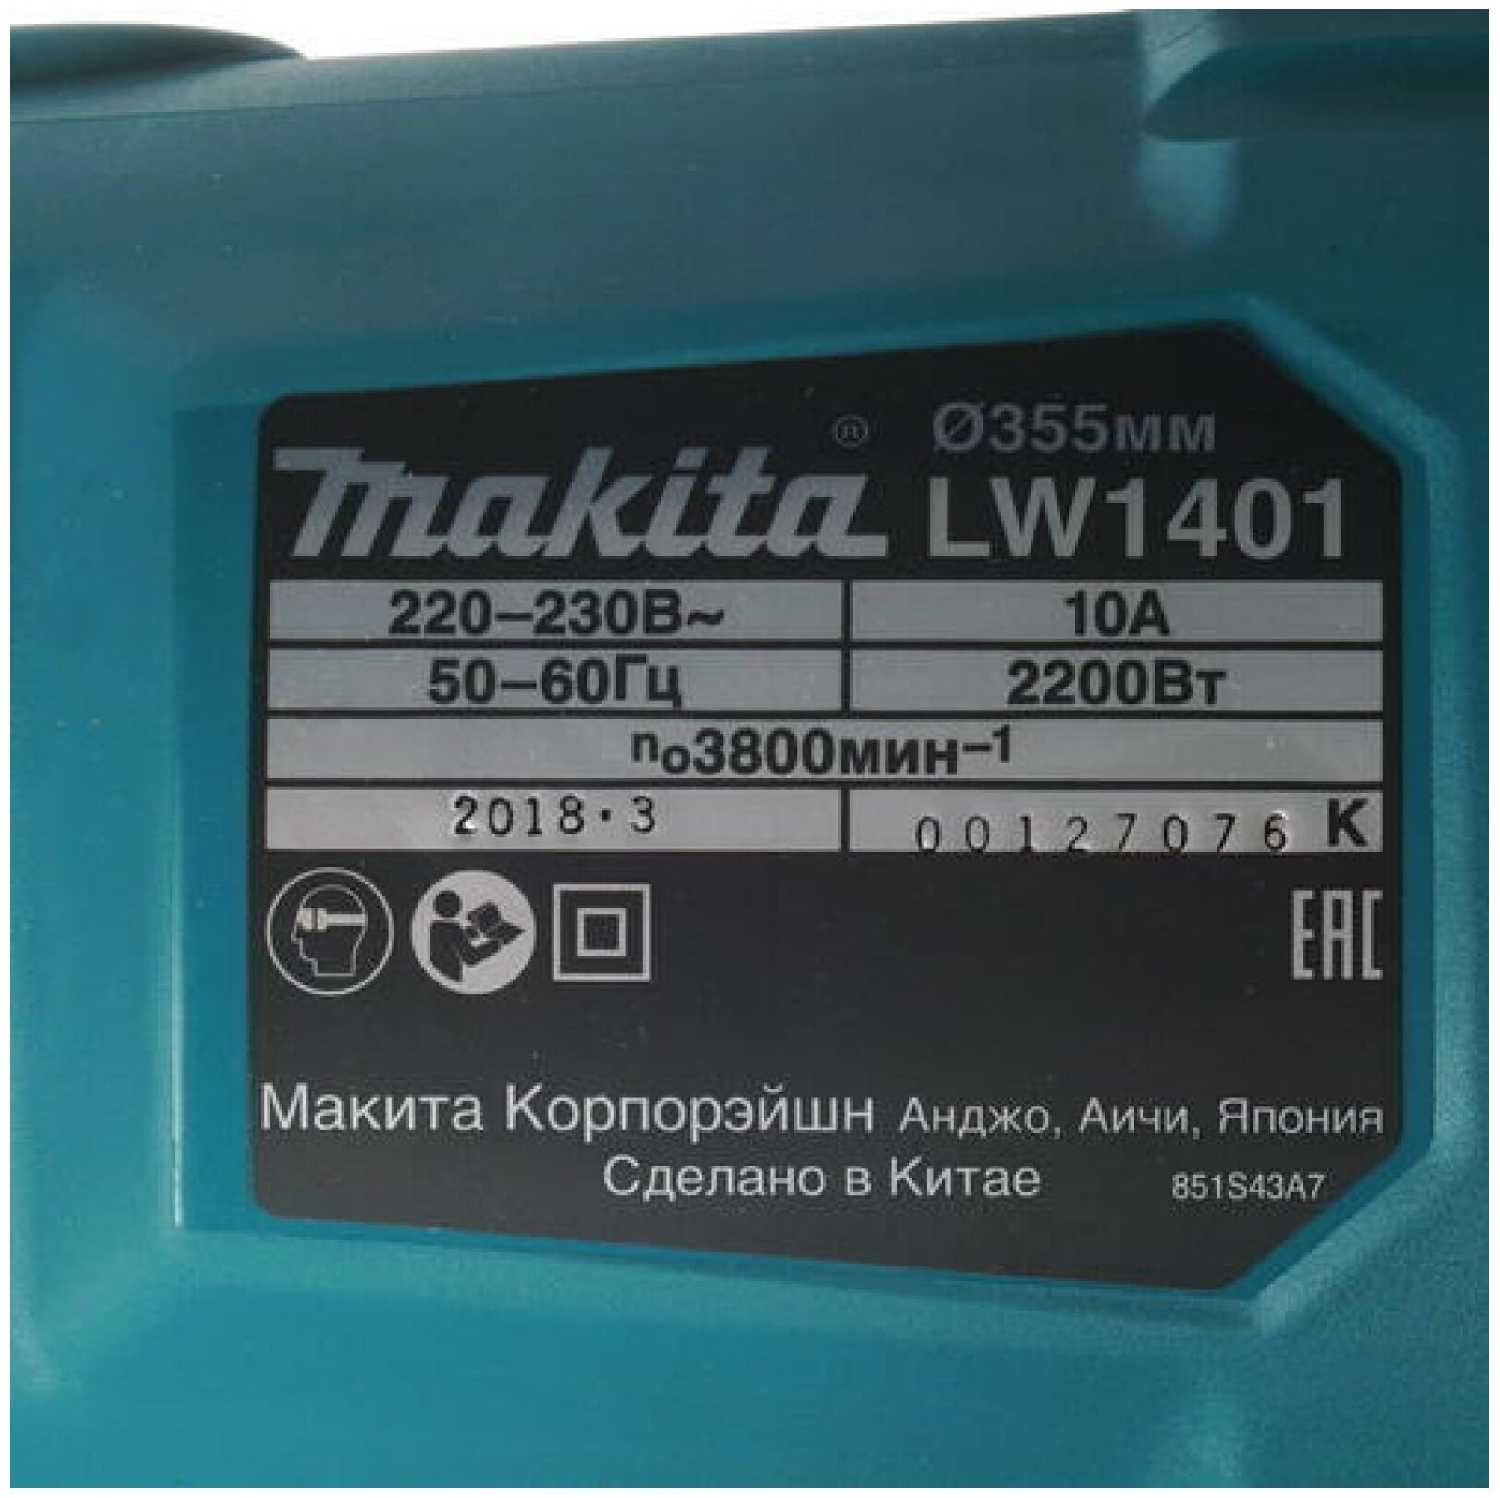 Ø355мм
makita® LW1401
220–230В~ 10А
50–60Гц 2200Вт
no3800мин–1
2018·3 00127076 К
EAC
Макита Корпорэйшн Анджо, Аичи, Япония
Сделано в Китае 851S43A7